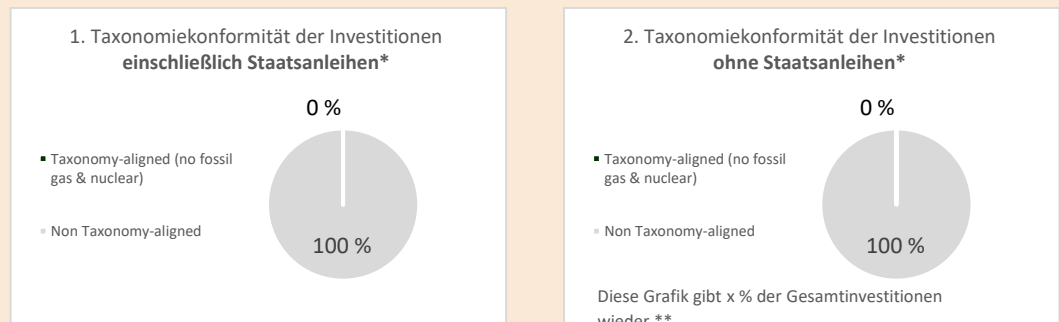 1. Taxonomiekonformität der Investitionen
einschließlich Staatsanleihen*
0 %
▪ Taxonomy-aligned (no fossil
gas & nuclear)
▪ Non Taxonomy-aligned
100 %
2. Taxonomiekonformität der Investitionen
ohne Staatsanleihen*
0 %
▪ Taxonomy-aligned (no fossil
gas & nuclear)
▪ Non Taxonomy-aligned
100 %
Diese Grafik gibt x % der Gesamtinvestitionen
wieder.**